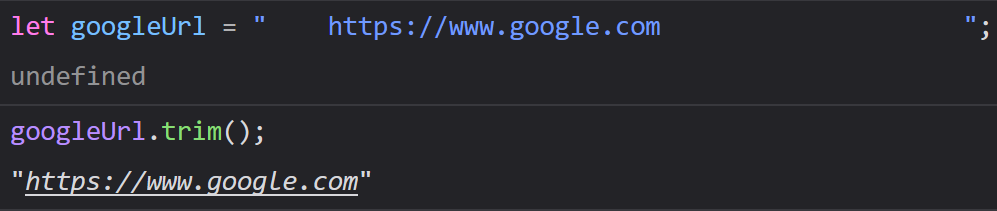 let googleUrl = "    https://www.google.com                   ";
undefined
googleUrl.trim();
"https://www.google.com"